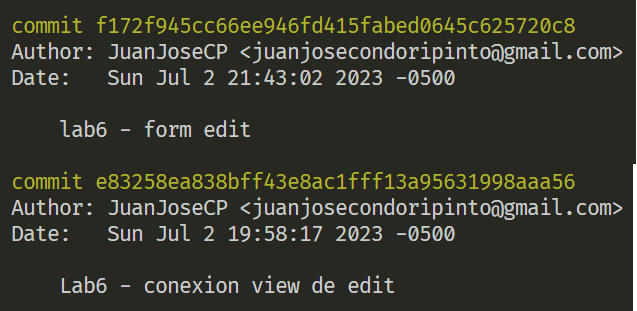 commit f172f945cc66ee946fd415fabed0645c625720c8
Author: JuanJoseCP <juanjosecondoripinto@gmail.com>
Date:   Sun Jul 2 21:43:02 2023 -0500
lab6 - form edit
commit e83258ea838bff43e8ac1fff13a95631998aaa56
Author: JuanJoseCP <juanjosecondoripinto@gmail.com>
Date:   Sun Jul 2 19:58:17 2023 -0500
Lab6 - conexion view de edit